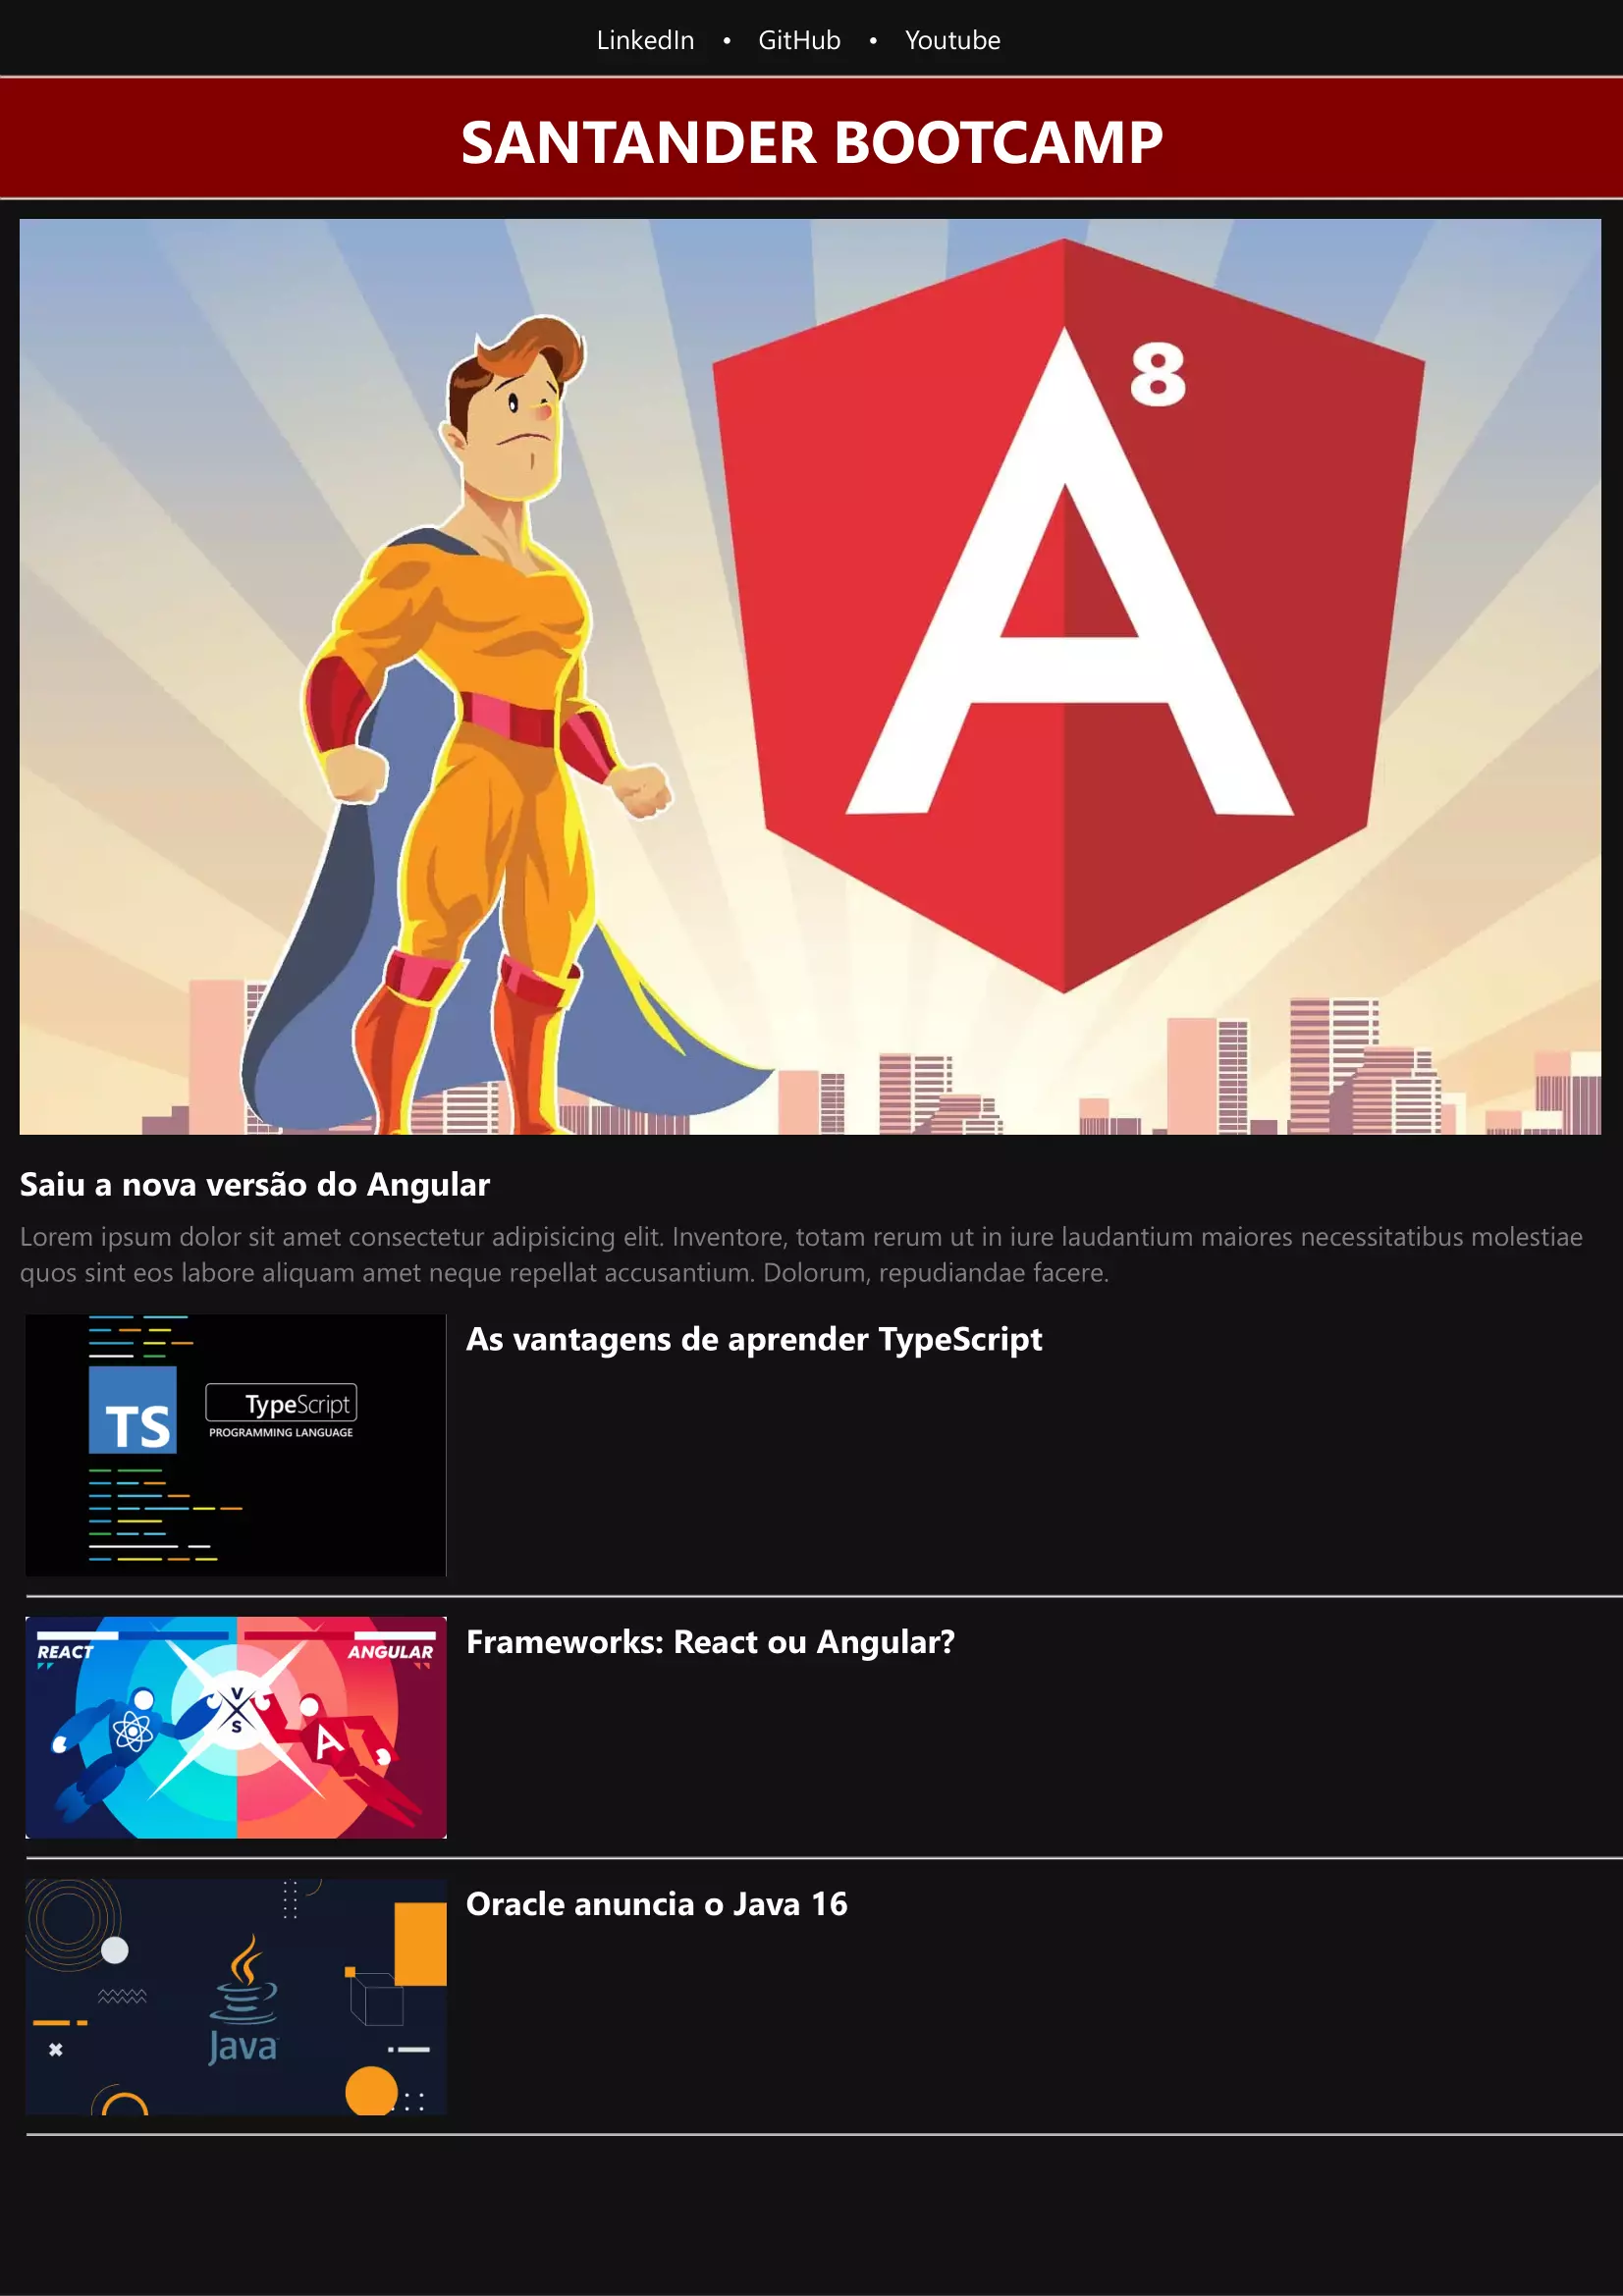 LinkedIn • GitHub • Youtube
SANTANDER BOOTCAMP
A 8
Saiu a nova versão do Angular
Lorem ipsum dolor sit amet consectetur adipisicing elit. Inventore, totam rerum ut in iure laudantium maiores necessitatibus molestiae
quos sint eos labore aliquam amet neque repellat accusantium. Dolorum, repudiandae facere.
TS
TypeScript
PROGRAMMING LANGUAGE
As vantagens de aprender TypeScript
REACT
ANGULAR
V
S
A
Frameworks: React ou Angular?
Java
Oracle anuncia o Java 16